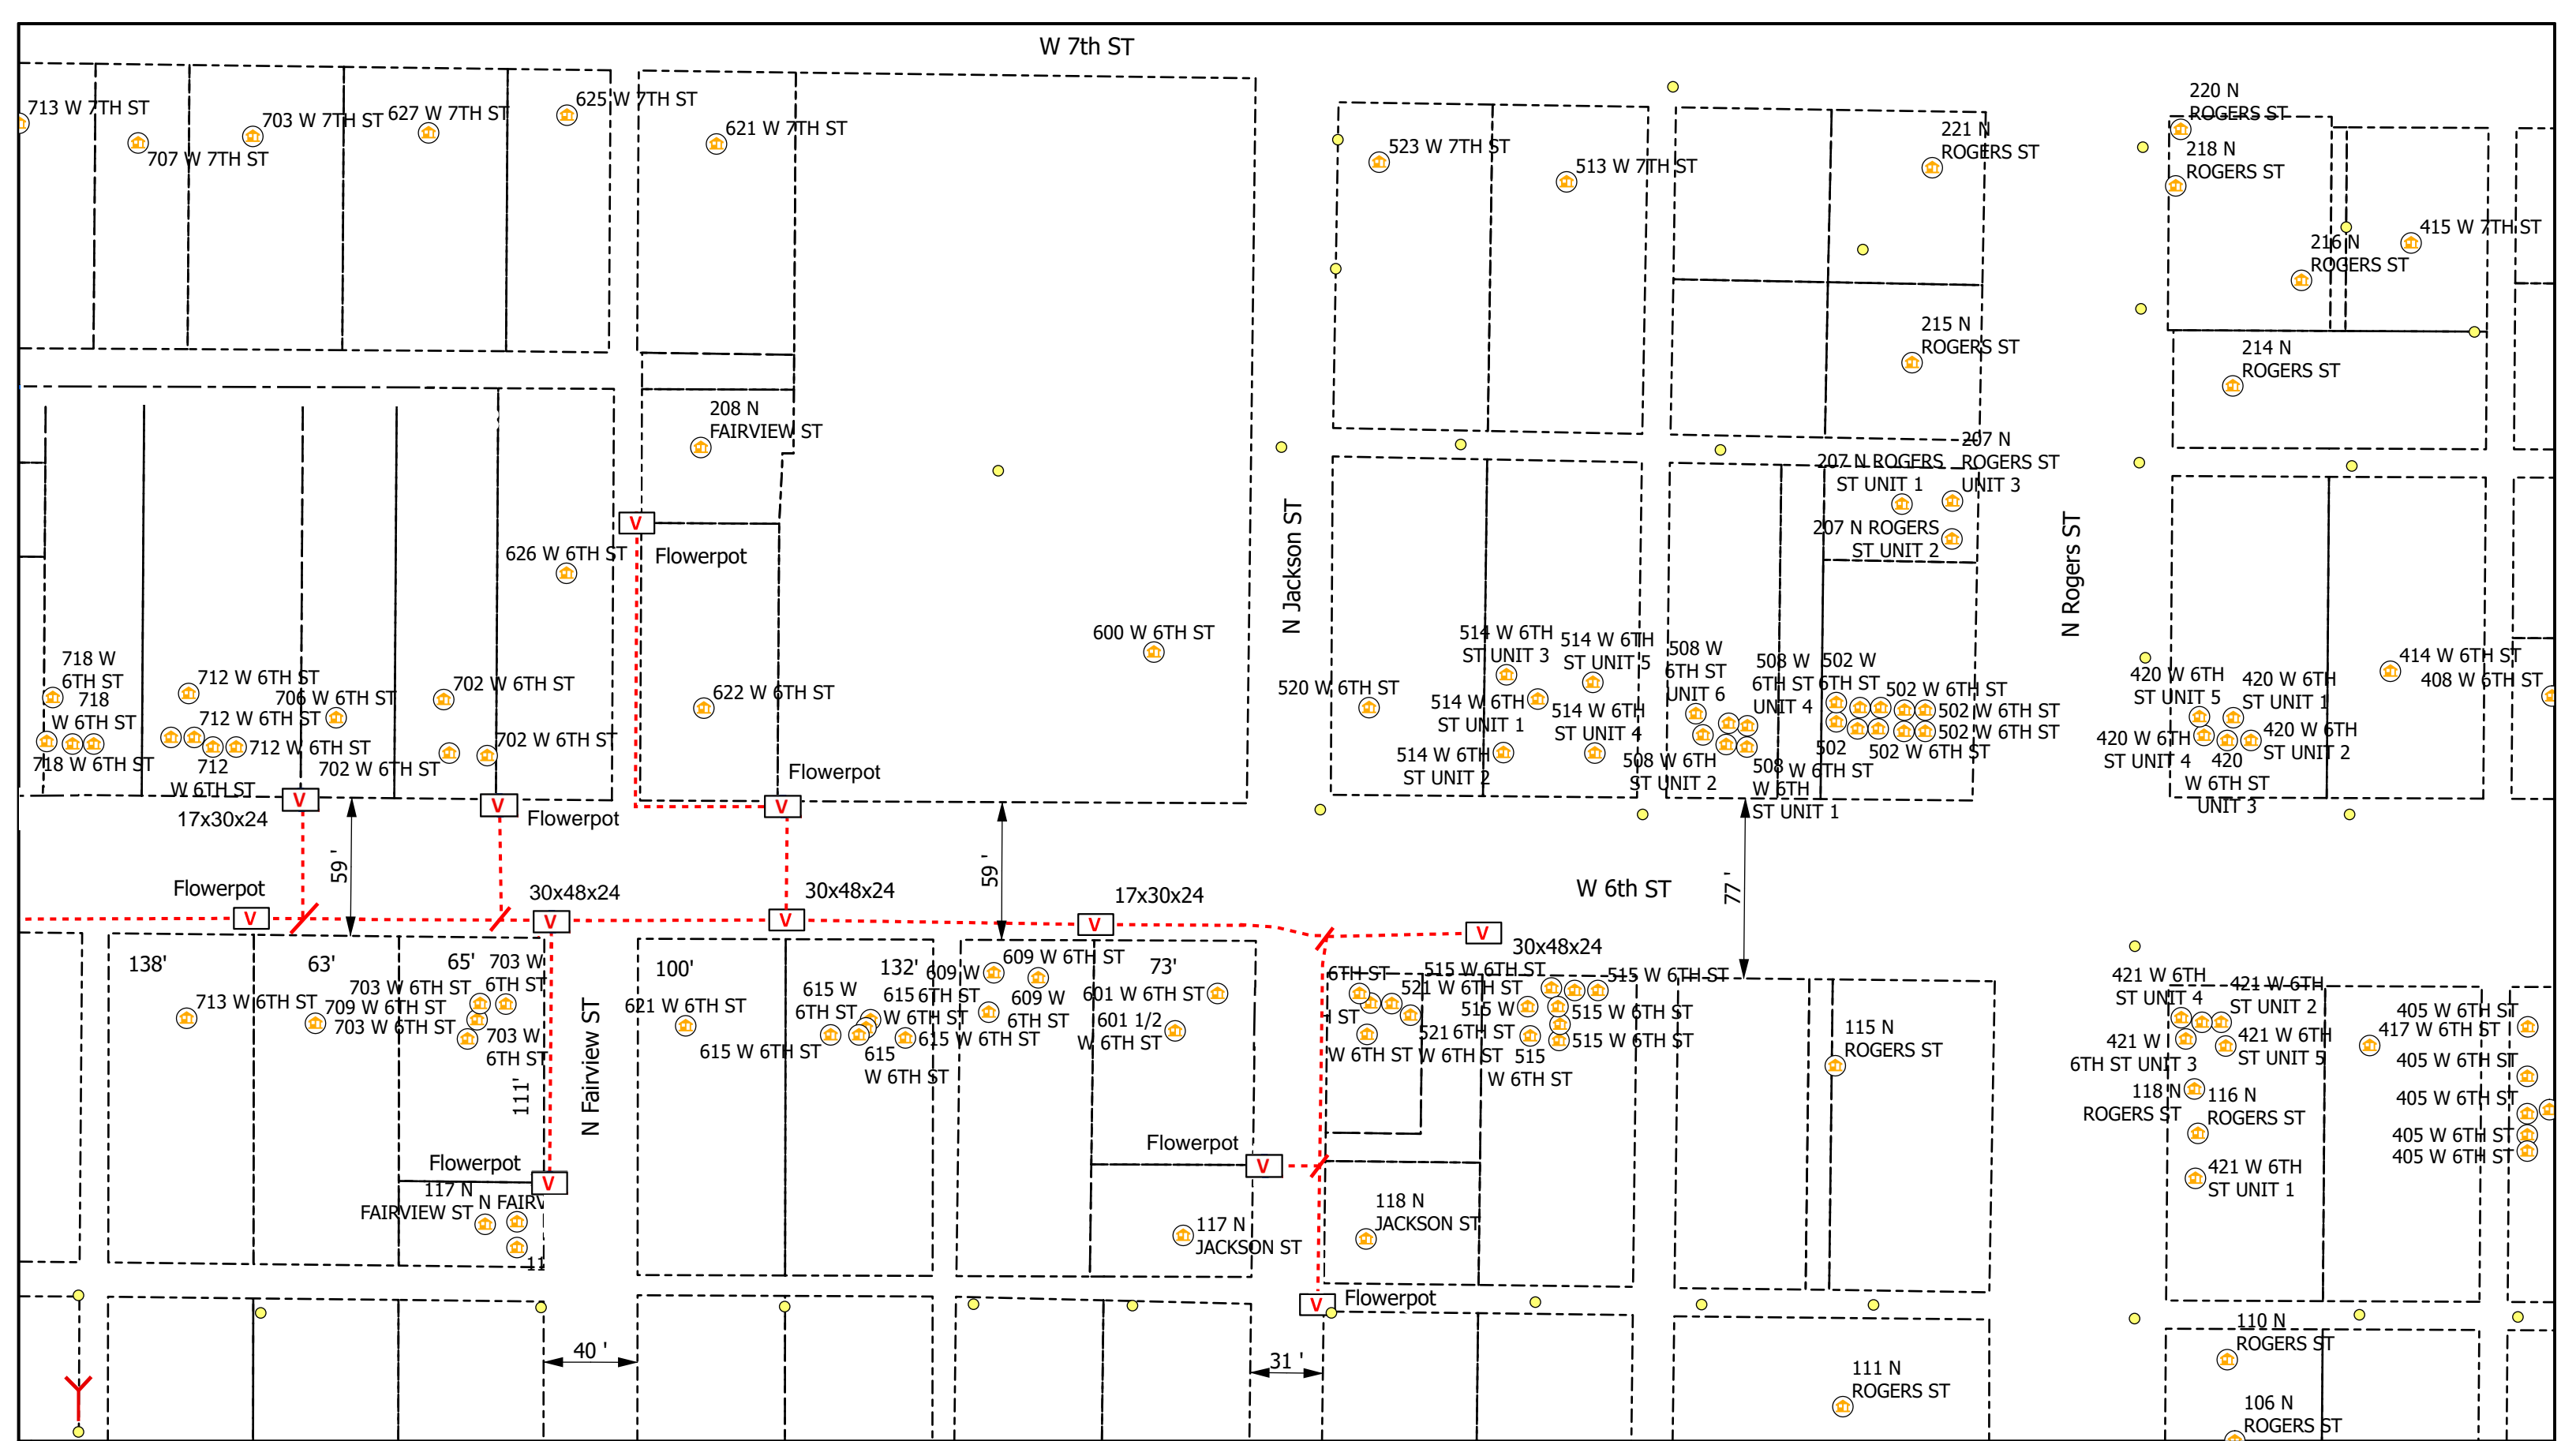 W 7th ST
713 W 7TH ST
707 W 7TH ST
703 W 7TH ST
627 W 7TH ST
625 W 7TH ST
621 W 7TH ST
523 W 7TH ST
513 W 7TH ST
221 N
ROGERS ST
220 N
ROGERS ST
218 N
ROGERS ST
216 N
ROGERS ST
415 W 7TH ST
215 N
ROGERS ST
214 N
ROGERS ST
208 N
FAIRVIEW ST
207 N ROGERS
ST UNIT 1
207 N
ROGERS ST
UNIT 3
207 N ROGERS
ST UNIT 2
V
Flowerpot
626 W 6TH ST
N Jackson ST
N Rogers ST
600 W 6TH ST
718 W
6TH ST
718
W 6TH ST
718 W 6TH ST
712 W 6TH ST
712 W 6TH ST
712 W 6TH ST
712
W 6TH ST
706 W 6TH ST
702 W 6TH ST
702 W 6TH ST
702 W 6TH ST
622 W 6TH ST
520 W 6TH ST
514 W 6TH
ST UNIT 3
514 W 6TH
ST UNIT 5
514 W 6TH
ST UNIT 1
514 W 6TH
ST UNIT 4
514 W 6TH
ST UNIT 2
508 W
6TH ST
UNIT 6
508 W
6TH ST
UNIT 4
508 W 6TH
ST UNIT 2
508
W 6TH
ST UNIT 1
502 W
6TH ST
502 W 6TH ST
502 W 6TH ST
502 W 6TH ST
502 W 6TH ST
502
W 6TH ST
420 W 6TH
ST UNIT 5
420 W 6TH
ST UNIT 1
420 W 6TH
ST UNIT 4
420 W 6TH
ST UNIT 2
420
W 6TH ST
UNIT 3
414 W 6TH ST
408 W 6TH ST
V
17x30x24
V
Flowerpot
V
Flowerpot
59 '
59 '
77 '
W 6th ST
Flowerpot
V
30x48x24
V
30x48x24
V
17x30x24
V
V
30x48x24
138'
63'
65'
100'
132'
73'
111'
713 W 6TH ST
709 W 6TH ST
703 W 6TH ST
703 W
6TH ST
703 W 6TH ST
703 W
6TH ST
N Fairview ST
621 W 6TH ST
615 W
6TH ST
615
W 6TH ST
615 W 6TH ST
615 W 6TH ST
615
W 6TH ST
609 W
6TH ST
609 W 6TH ST
609 W
6TH ST
601 W 6TH ST
601 1/2
W 6TH ST
6TH ST
521 W 6TH ST
W 6TH ST
521
W 6TH ST
515 W 6TH ST
515 W 6TH ST
515 W
6TH ST
515 W 6TH ST
515 W 6TH ST
515
W 6TH ST
115 N
ROGERS ST
421 W 6TH
ST UNIT 4
421 W 6TH
ST UNIT 2
421 W
6TH ST UNIT 3
421 W 6TH
ST UNIT 5
118 N
ROGERS ST
116 N
ROGERS ST
421 W 6TH
ST UNIT 1
405 W 6TH ST
417 W 6TH ST
405 W 6TH ST
405 W 6TH ST
405 W 6TH ST
405 W 6TH ST
Flowerpot
V
117 N
FAIRVIEW ST
N FAIRV
11
Flowerpot
V
117 N
JACKSON ST
118 N
JACKSON ST
V
Flowerpot
40 '
31 '
111 N
ROGERS ST
110 N
ROGERS ST
106 N
ROGERS ST